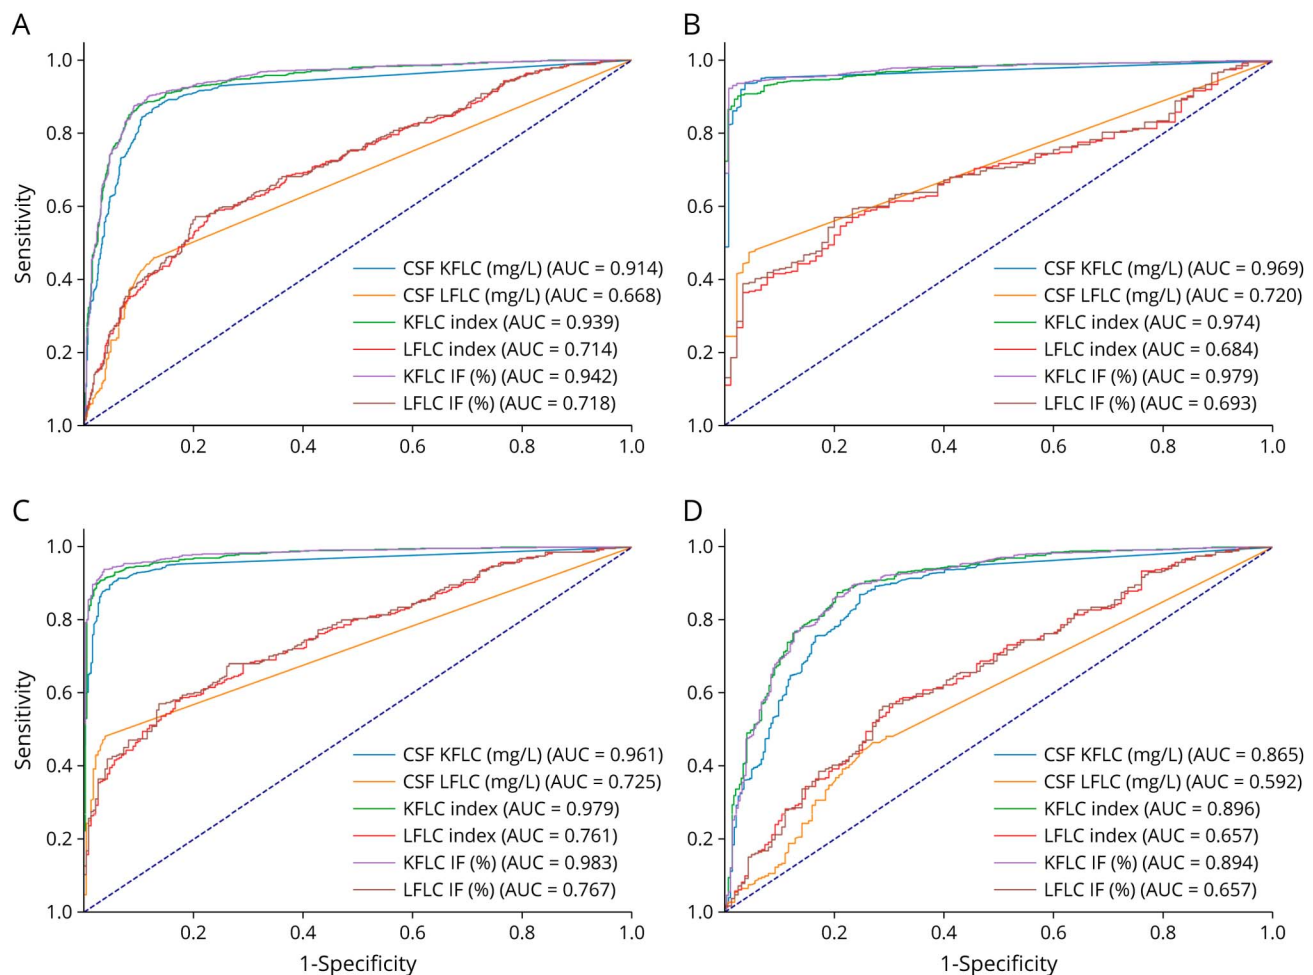 A
Sensitivity
1.0
0.8
0.6
0.4
0.2
1.0
0.2 0.4 0.6 0.8 1.0
CSF KFLC (mg/L) (AUC = 0.914)
CSF LFLC (mg/L) (AUC = 0.668)
KFLC index (AUC = 0.939)
LFLC index (AUC = 0.714)
KFLC IF (%) (AUC = 0.942)
LFLC IF (%) (AUC = 0.718)
B
1.0
0.8
0.6
0.4
0.2
1.0
0.2 0.4 0.6 0.8 1.0
CSF KFLC (mg/L) (AUC = 0.969)
CSF LFLC (mg/L) (AUC = 0.720)
KFLC index (AUC = 0.974)
LFLC index (AUC = 0.684)
KFLC IF (%) (AUC = 0.979)
LFLC IF (%) (AUC = 0.693)
C
Sensitivity
1.0
0.8
0.6
0.4
0.2
1.0
0.2 0.4 0.6 0.8 1.0
1-Specificity
CSF KFLC (mg/L) (AUC = 0.961)
CSF LFLC (mg/L) (AUC = 0.725)
KFLC index (AUC = 0.979)
LFLC index (AUC = 0.761)
KFLC IF (%) (AUC = 0.983)
LFLC IF (%) (AUC = 0.767)
D
1.0
0.8
0.6
0.4
0.2
1.0
0.2 0.4 0.6 0.8 1.0
1-Specificity
CSF KFLC (mg/L) (AUC = 0.865)
CSF LFLC (mg/L) (AUC = 0.592)
KFLC index (AUC = 0.896)
LFLC index (AUC = 0.657)
KFLC IF (%) (AUC = 0.894)
LFLC IF (%) (AUC = 0.657)